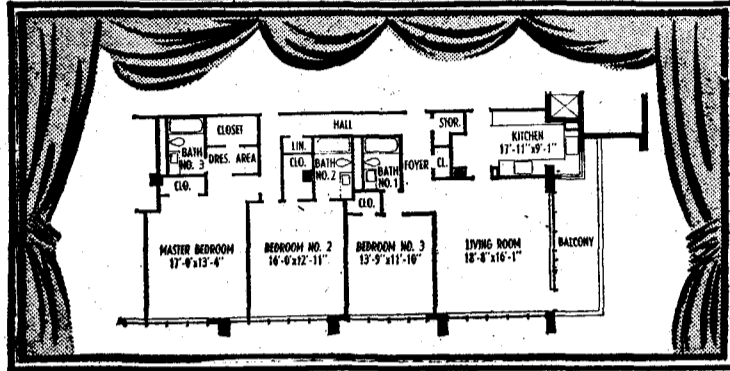 HALL
STOR.
KITCHEN
17'-11"x9'-1"
CLOSET
BATH
NO. 3
DRES. AREA
LIN.
CLO.
BATH
NO. 2
BATH
NO. 1
FOYER
CL.
CLO.
CLO.
MASTER BEDROOM
17'-0"x13'-4"
BEDROOM NO. 2
16'-0"x12'-11"
BEDROOM NO. 3
13'-9"x11'-10"
LIVING ROOM
18'-8"x16'-1"
BALCONY